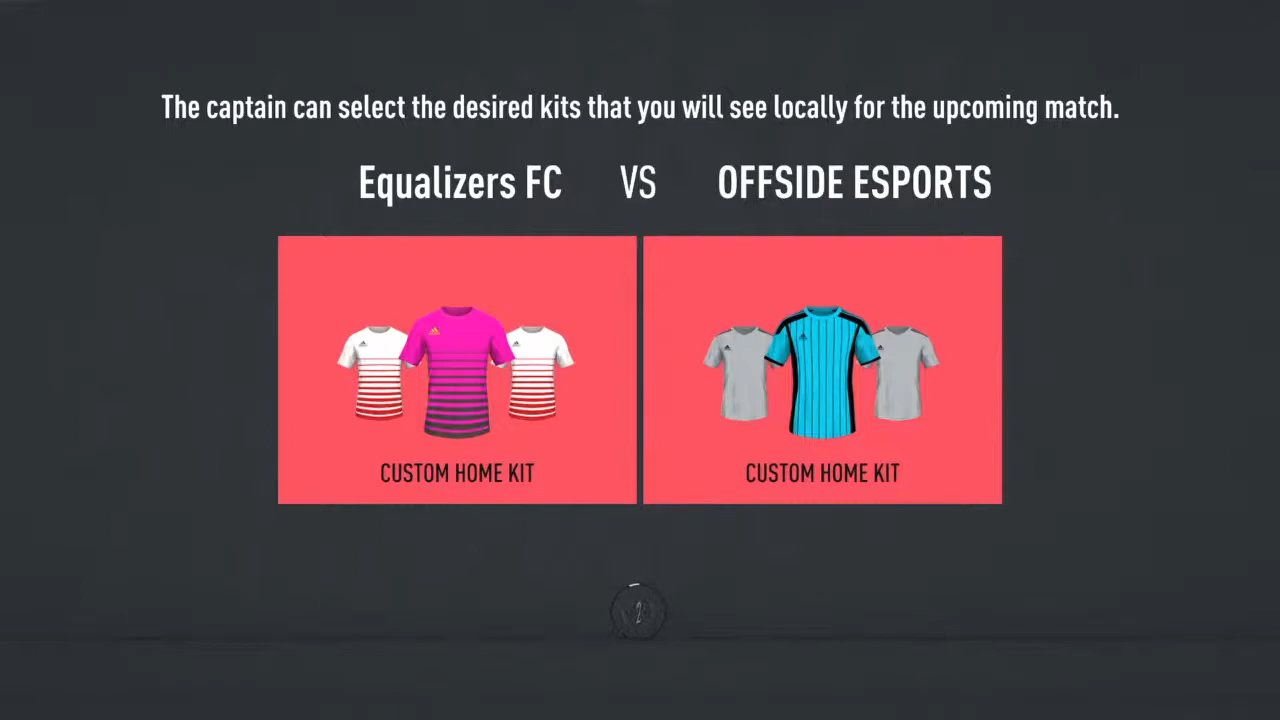 The captain can select the desired kits that you will see locally for the upcoming match.
Equalizers FC VS OFFSIDE ESPORTS
CUSTOM HOME KIT CUSTOM HOME KIT
2